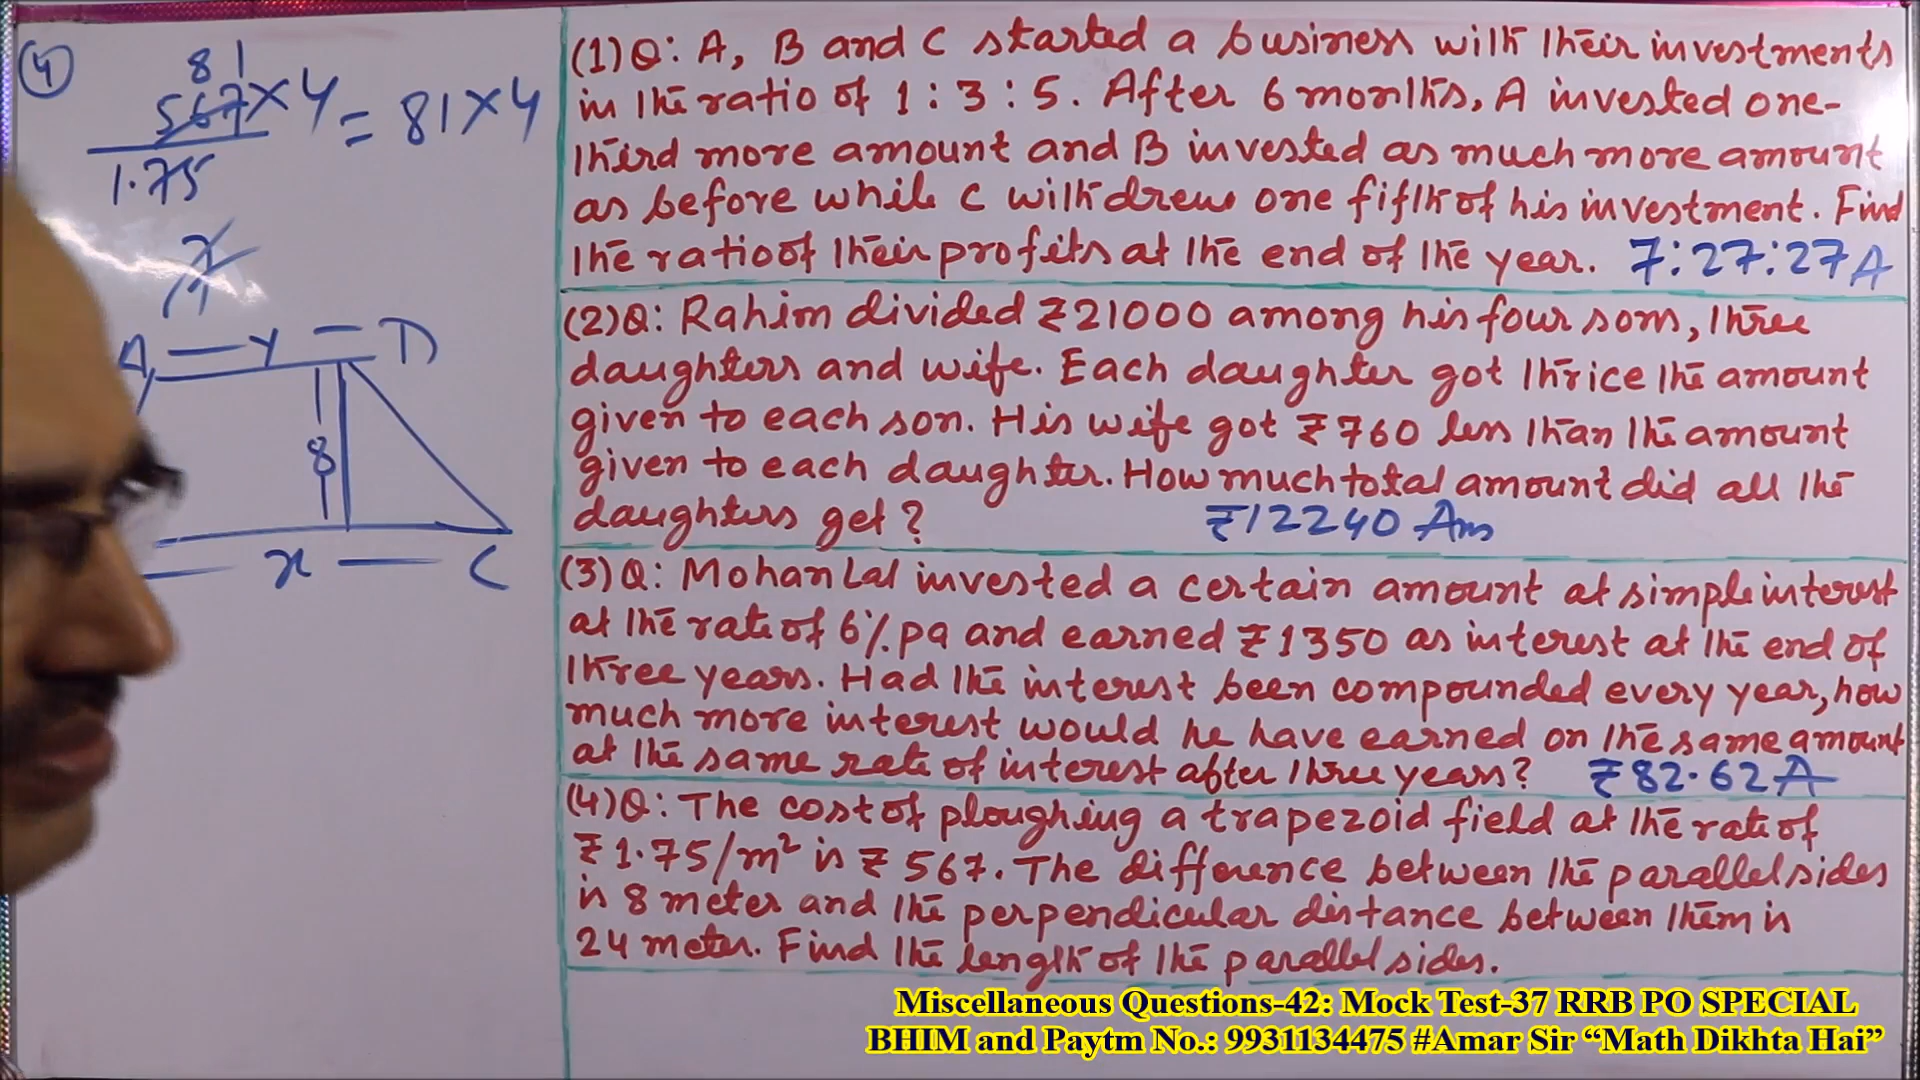 (4)
81
567×4 = 81×4
1.75
A — y — D
8
x — C
(1)Q: A, B and C started a business with their investments
in the ratio of 1 : 3 : 5. After 6 months, A invested one-
third more amount and B invested as much more amount
as before while C withdrew one fifth of his investment. Find
the ratio of their profits at the end of the year. 7:27:27 A
(2)Q: Rahim divided ₹21000 among his four sons, three
daughters and wife. Each daughter got thrice the amount
given to each son. His wife got ₹760 less than the amount
given to each daughter. How much total amount did all the
daughters get? ₹12240 Ans
(3)Q: Mohan Lal invested a certain amount at simple interest
at the rate of 6% pa and earned ₹1350 as interest at the end of
three years. Had the interest been compounded every year, how
much more interest would he have earned on the same amount
at the same rate of interest after three years? ₹82.62 A
(4)Q: The cost of ploughing a trapezoid field at the rate of
₹1.75/m² is ₹567. The difference between the parallel sides
is 8 meter and the perpendicular distance between them is
24 meter. Find the length of the parallel sides.
Miscellaneous Questions-42: Mock Test-37 RRB PO SPECIAL
BHIM and Paytm No.: 9931134475 #Amar Sir “Math Dikhta Hai”